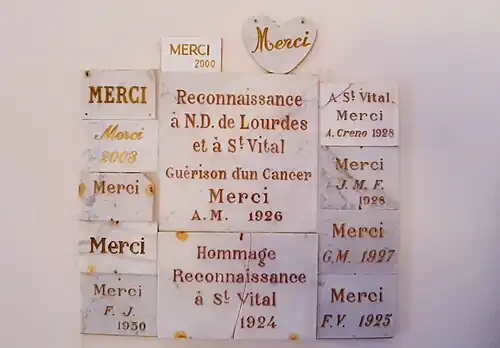 MERCI
2000
Merci
MERCI
Merci
2003
Merci
Merci
Merci
F. J.
1930
Reconnaissance
à N.D. de Lourdes
et à St Vital
Guérison d'un Cancer
Merci
A.M. 1926
Hommage
Reconnaissance
à St Vital
1924
A St Vital
Merci
A. Creno 1928
Merci
J. M. F.
1928
Merci
G.M. 1927
Merci
F.V. 1925